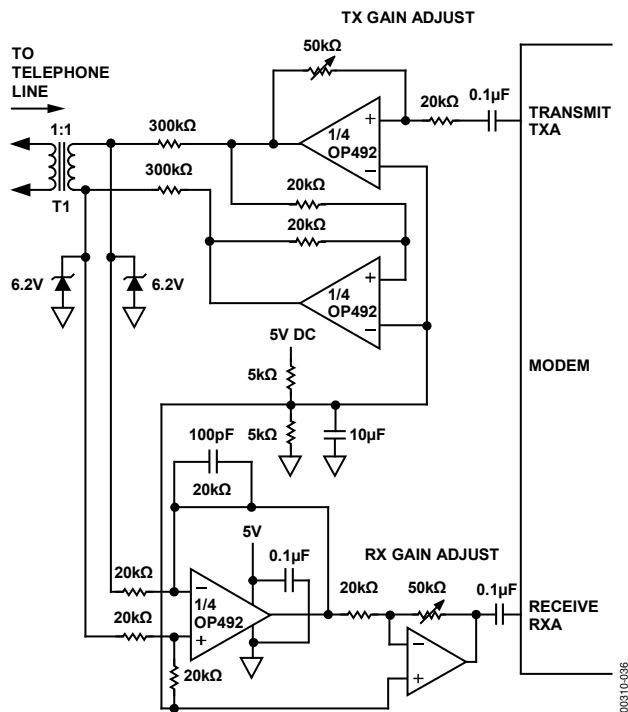 TX GAIN ADJUST
50kΩ
TO
TELEPHONE
LINE
1:1
T1
300kΩ
300kΩ
1/4
OP492
+
−
20kΩ
0.1µF
TRANSMIT
TXA
20kΩ
20kΩ
6.2V
6.2V
1/4
OP492
+
−
5V DC
5kΩ
5kΩ
10µF
MODEM
100pF
20kΩ
5V
0.1µF
20kΩ
20kΩ
1/4
OP492
−
+
20kΩ
RX GAIN ADJUST
20kΩ
50kΩ
0.1µF
−
+
RECEIVE
RXA
00310-036